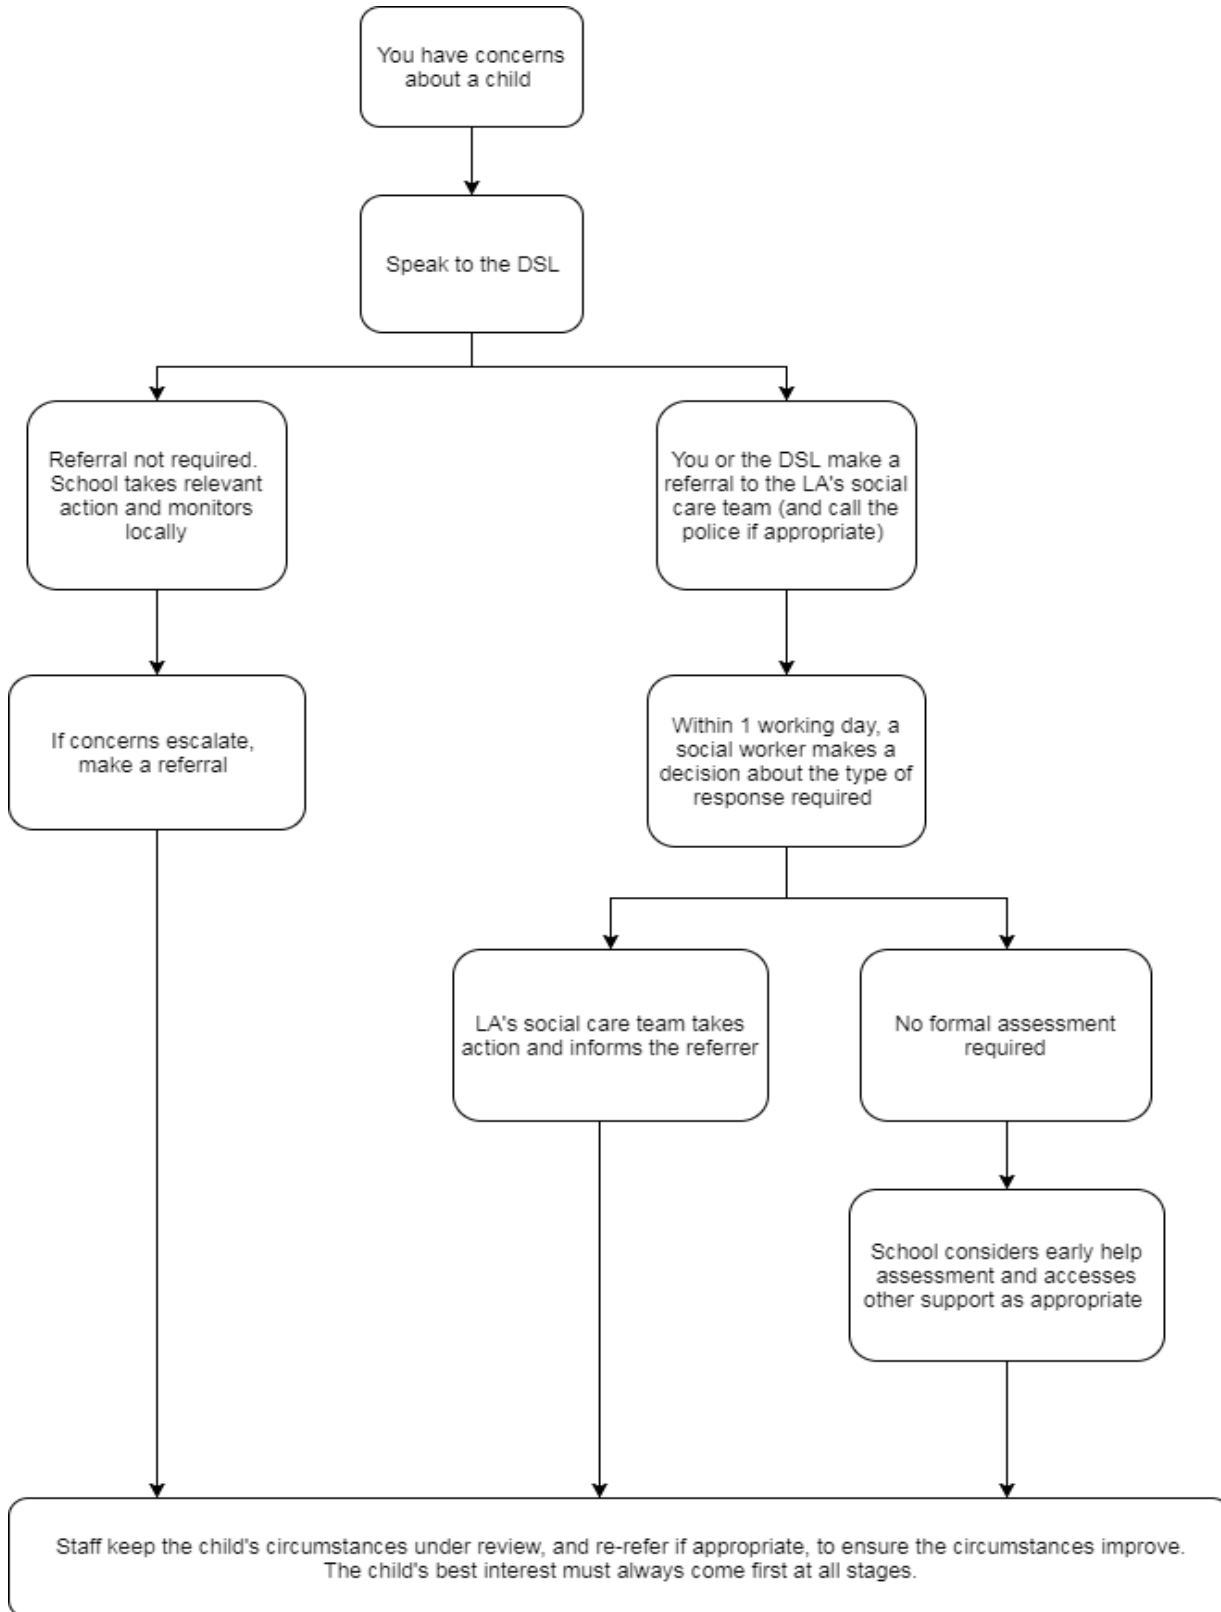 You have concerns
about a child
Speak to the DSL
Referral not required.
School takes relevant
action and monitors
locally
You or the DSL make a
referral to the LA's social
care team (and call the
police if appropriate)
If concerns escalate,
make a referral
Within 1 working day, a
social worker makes a
decision about the type of
response required
LA's social care team takes
action and informs the referrer
No formal assessment
required
School considers early help
assessment and accesses
other support as appropriate
Staff keep the child's circumstances under review, and re-refer if appropriate, to ensure the circumstances improve.
The child's best interest must always come first at all stages.